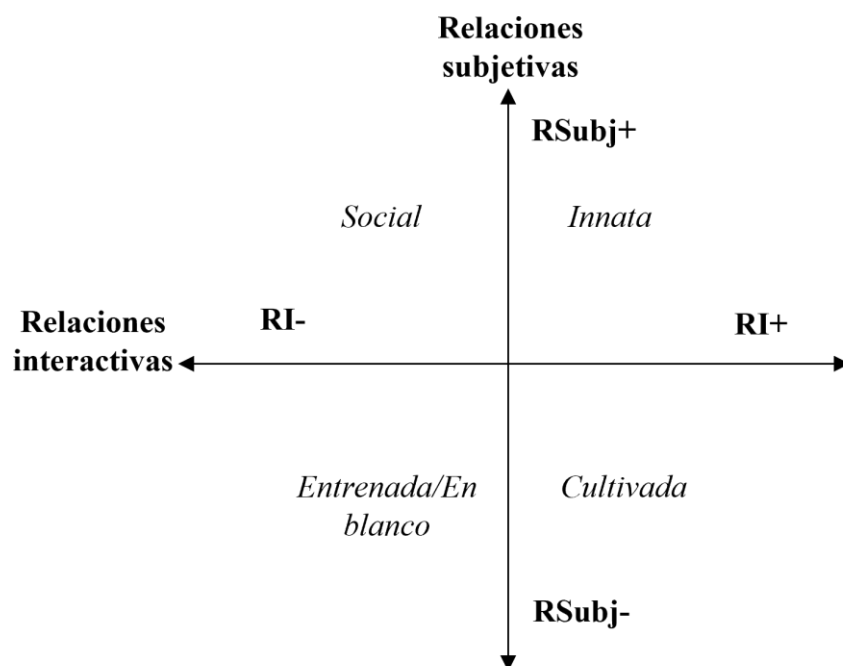 Relaciones
subjetivas
RSubj+
Social
Innata
Relaciones
interactivas
RI-
RI+
Entrenada/En
blanco
Cultivada
RSubj-